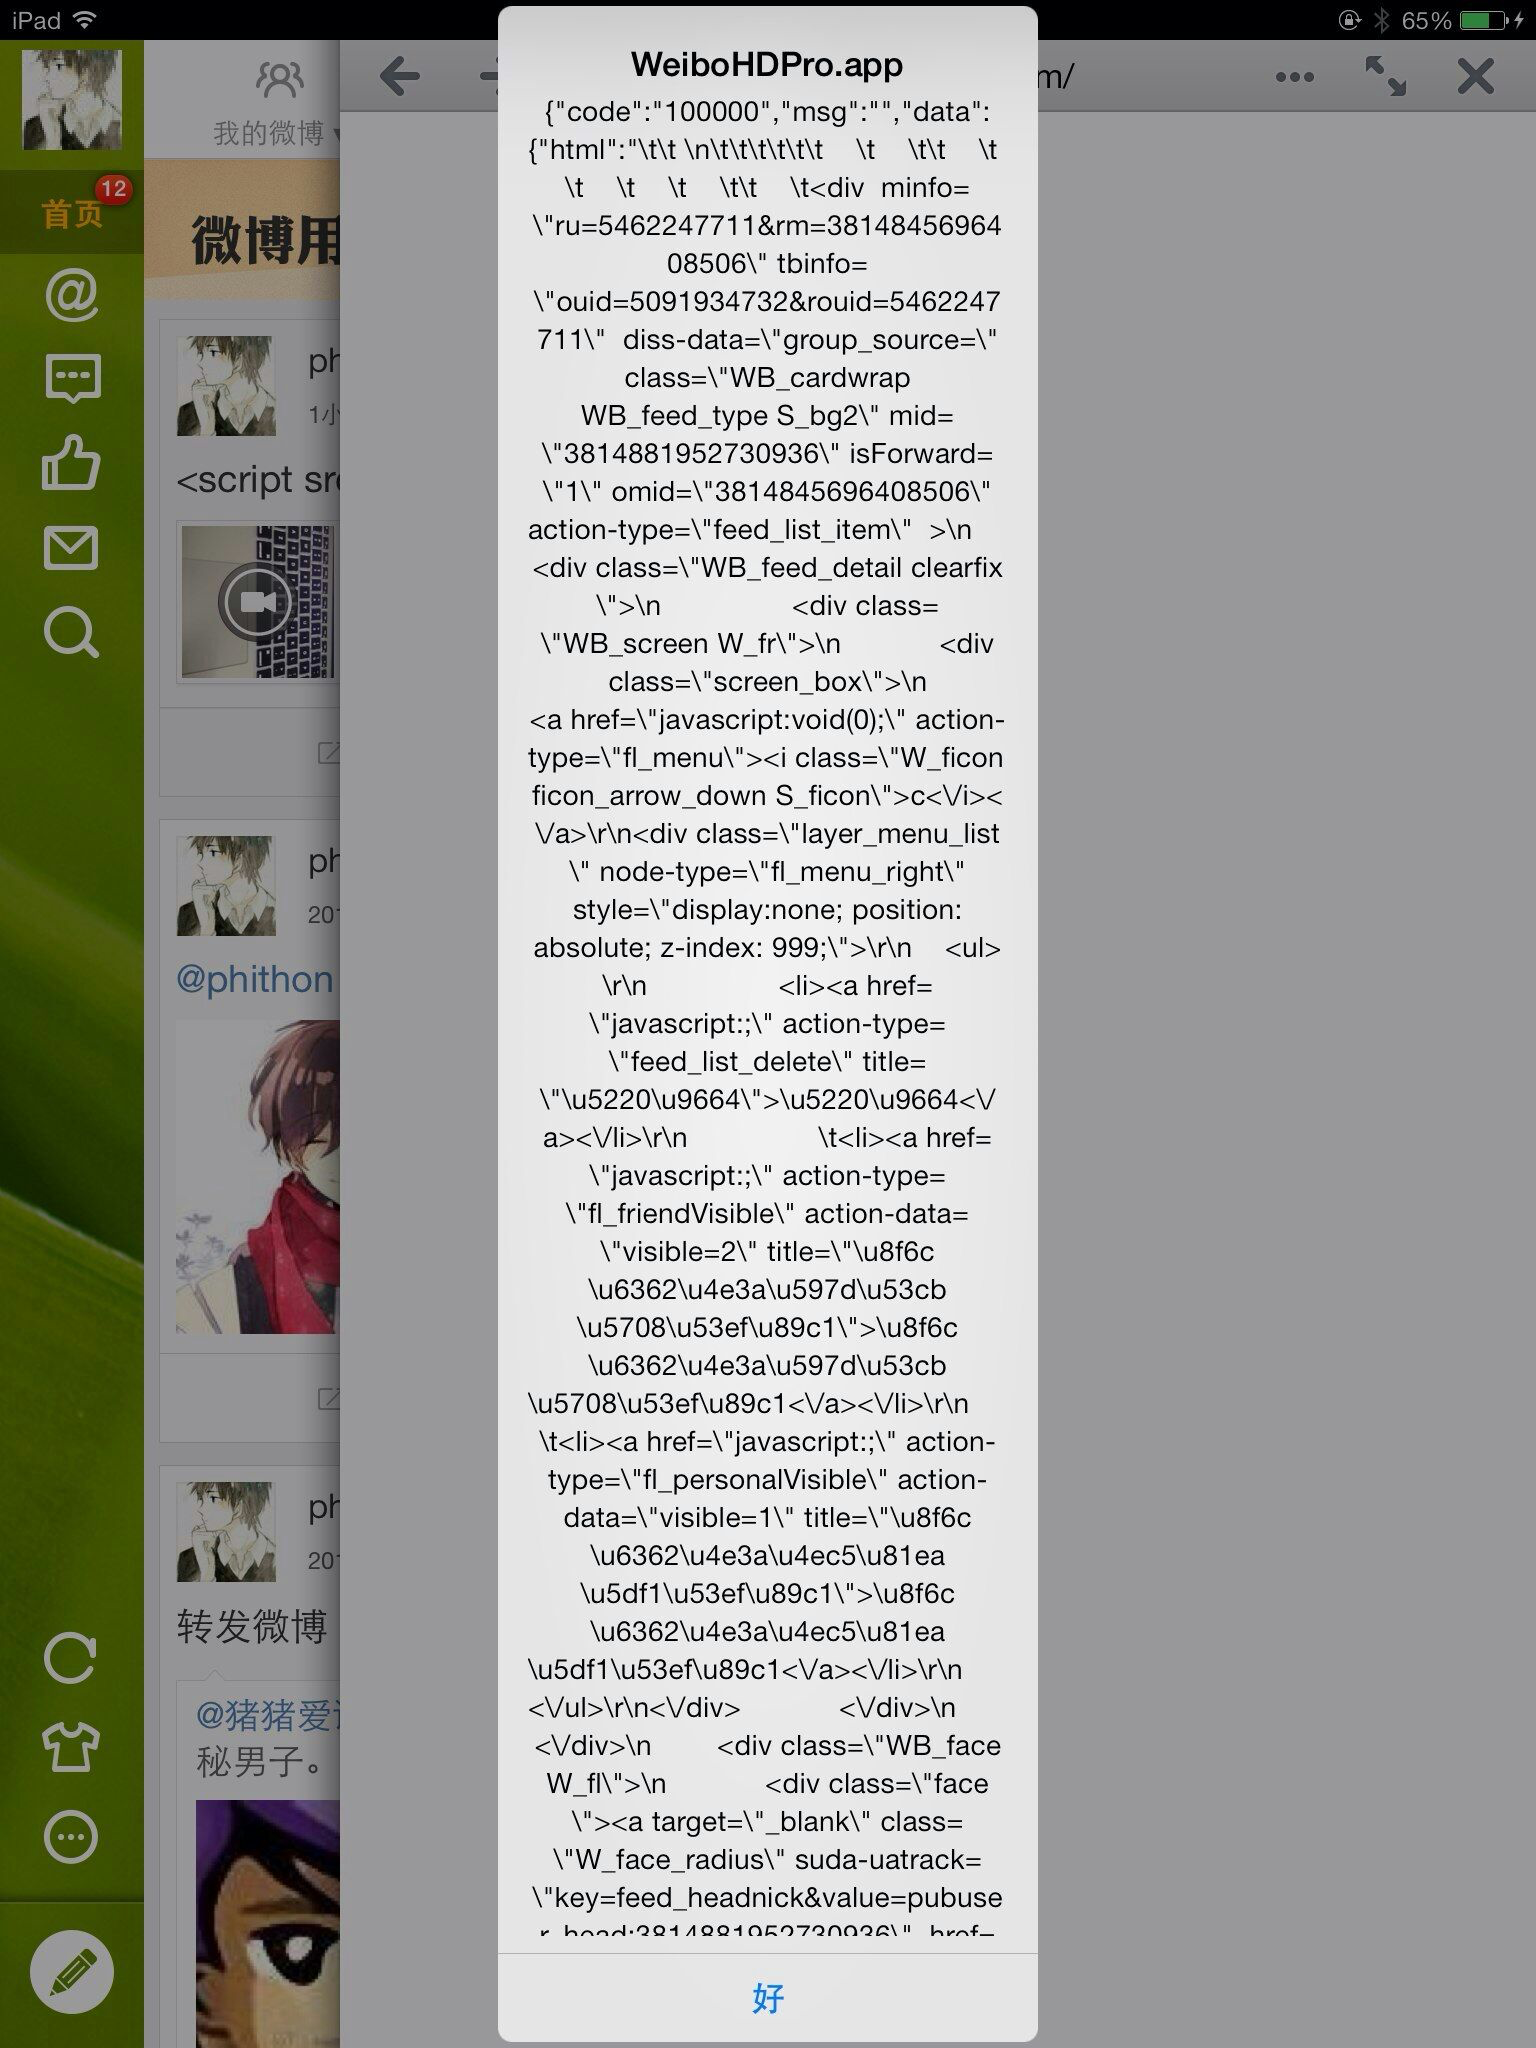 iPad
65%
WeiboHDPro.app
m/
我的微博
12
首页
微博用
{"code":"100000","msg":"","data":
{"html":"\t\t \n\t\t\t\t\t\t \t \t\t \t
\t \t \t \t\t \t<div minfo=
\"ru=5462247711&rm=38148456964
08506\" tbinfo=
\"ouid=5091934732&rouid=5462247
711\" diss-data=\"group_source=\"
class=\"WB_cardwrap
WB_feed_type S_bg2\" mid=
\"3814881952730936\" isForward=
\"1\" omid=\"3814845696408506\"
action-type=\"feed_list_item\" >\n
<div class=\"WB_feed_detail clearfix
\">\n <div class=
\"WB_screen W_fr\">\n <div
class=\"screen_box\">\n
<a href=\"javascript:void(0);\" action-
type=\"fl_menu\"><i class=\"W_ficon
ficon_arrow_down S_ficon\">c<\/i><
\/a>\r\n<div class=\"layer_menu_list
\" node-type=\"fl_menu_right\"
style=\"display:none; position:
absolute; z-index: 999;\">\r\n <ul>
\r\n <li><a href=
\"javascript:;\" action-type=
\"feed_list_delete\" title=
\"\u5220\u9664\">\u5220\u9664<\/
a><\/li>\r\n \t<li><a href=
\"javascript:;\" action-type=
\"fl_friendVisible\" action-data=
\"visible=2\" title=\"\u8f6c
\u6362\u4e3a\u597d\u53cb
\u5708\u53ef\u89c1\">\u8f6c
\u6362\u4e3a\u597d\u53cb
\u5708\u53ef\u89c1<\/a><\/li>\r\n
\t<li><a href=\"javascript:;\" action-
type=\"fl_personalVisible\" action-
data=\"visible=1\" title=\"\u8f6c
\u6362\u4e3a\u4ec5\u81ea
\u5df1\u53ef\u89c1\">\u8f6c
\u6362\u4e3a\u4ec5\u81ea
\u5df1\u53ef\u89c1<\/a><\/li>\r\n
<\/ul>\r\n<\/div> <\/div>\n
<\/div>\n <div class=\"WB_face
W_fl\">\n <div class=\"face
\"><a target=\"_blank\" class=
\"W_face_radius\" suda-uatrack=
\"key=feed_headnick&value=pubuse
r_head:3814881952730936\" href=
好
ph
1小
<script sr
ph
201
@phithon
ph
201
转发微博
@猪猪爱
秘男子。